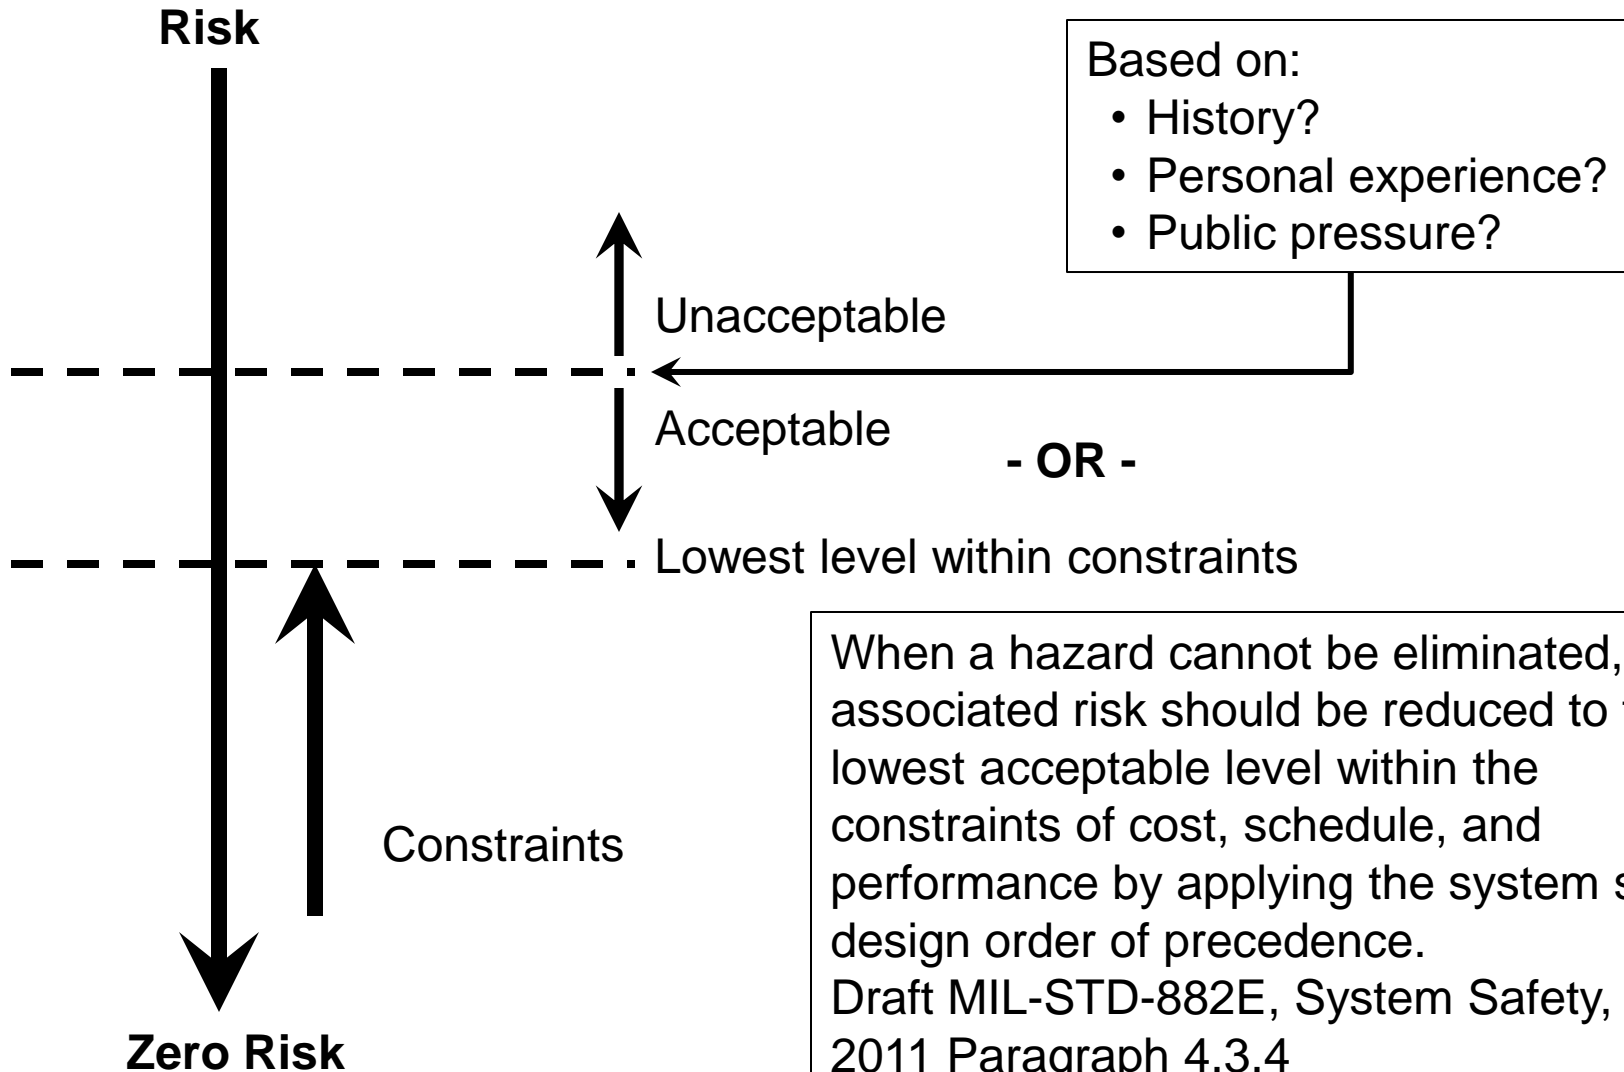 Risk
Based on:
• History?
• Personal experience?
• Public pressure?
Unacceptable
Acceptable
- OR -
Lowest level within constraints
When a hazard cannot be eliminated,
associated risk should be reduced to
lowest acceptable level within the
constraints of cost, schedule, and
performance by applying the system
design order of precedence.
Draft MIL-STD-882E, System Safety,
2011 Paragraph 4.3.4
Constraints
Zero Risk